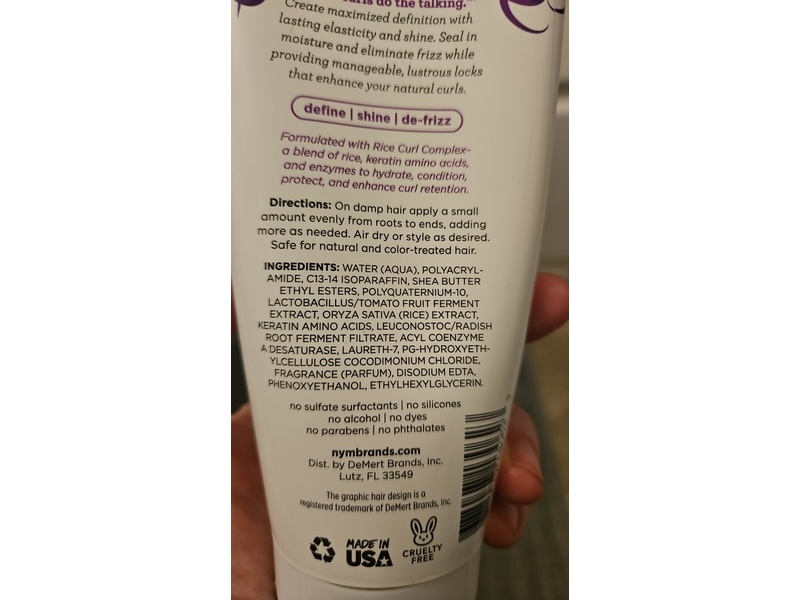 do the talking.™
Create maximized definition with
lasting elasticity and shine. Seal in
moisture and eliminate frizz while
providing manageable, lustrous locks
that enhance your natural curls.
define | shine | de-frizz
Formulated with Rice Curl Complex–
a blend of rice, keratin amino acids,
and enzymes to hydrate, condition,
protect, and enhance curl retention.
Directions: On damp hair apply a small
amount evenly from roots to ends, adding
more as needed. Air dry or style as desired.
Safe for natural and color-treated hair.
INGREDIENTS: WATER (AQUA), POLYACRYL-
AMIDE, C13-14 ISOPARAFFIN, SHEA BUTTER
ETHYL ESTERS, POLYQUATERNIUM-10,
LACTOBACILLUS/TOMATO FRUIT FERMENT
EXTRACT, ORYZA SATIVA (RICE) EXTRACT,
KERATIN AMINO ACIDS, LEUCONOSTOC/RADISH
ROOT FERMENT FILTRATE, ACYL COENZYME
A DESATURASE, LAURETH-7, PG-HYDROXYETH-
YLCELLULOSE COCODIMONIUM CHLORIDE,
FRAGRANCE (PARFUM), DISODIUM EDTA,
PHENOXYETHANOL, ETHYLHEXYLGLYCERIN.
no sulfate surfactants | no silicones
no alcohol | no dyes
no parabens | no phthalates
nymbrands.com
Dist. by DeMert Brands, Inc.
Lutz, FL 33549
The graphic hair design is a
registered trademark of DeMert Brands, Inc.
MADE IN
USA
CRUELTY
FREE